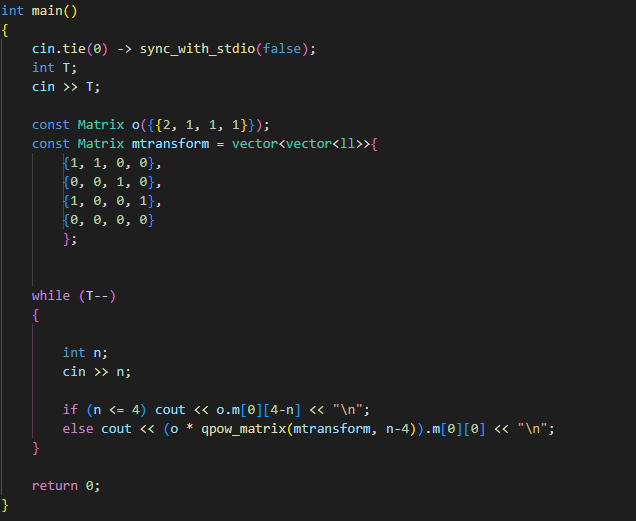 int main()
{
    cin.tie(0) -> sync_with_stdio(false);
    int T;
    cin >> T;
    const Matrix o({{2, 1, 1, 1}});
    const Matrix mtransform = vector<vector<ll>>{
        {1, 1, 0, 0},
        {0, 0, 1, 0},
        {1, 0, 0, 1},
        {0, 0, 0, 0}
        };
    while (T--)
    {
        int n;
        cin >> n;
        if (n <= 4) cout << o.m[0][4-n] << "\n";
        else cout << (o * qpow_matrix(mtransform, n-4)).m[0][0] << "\n";
    }
    return 0;
}